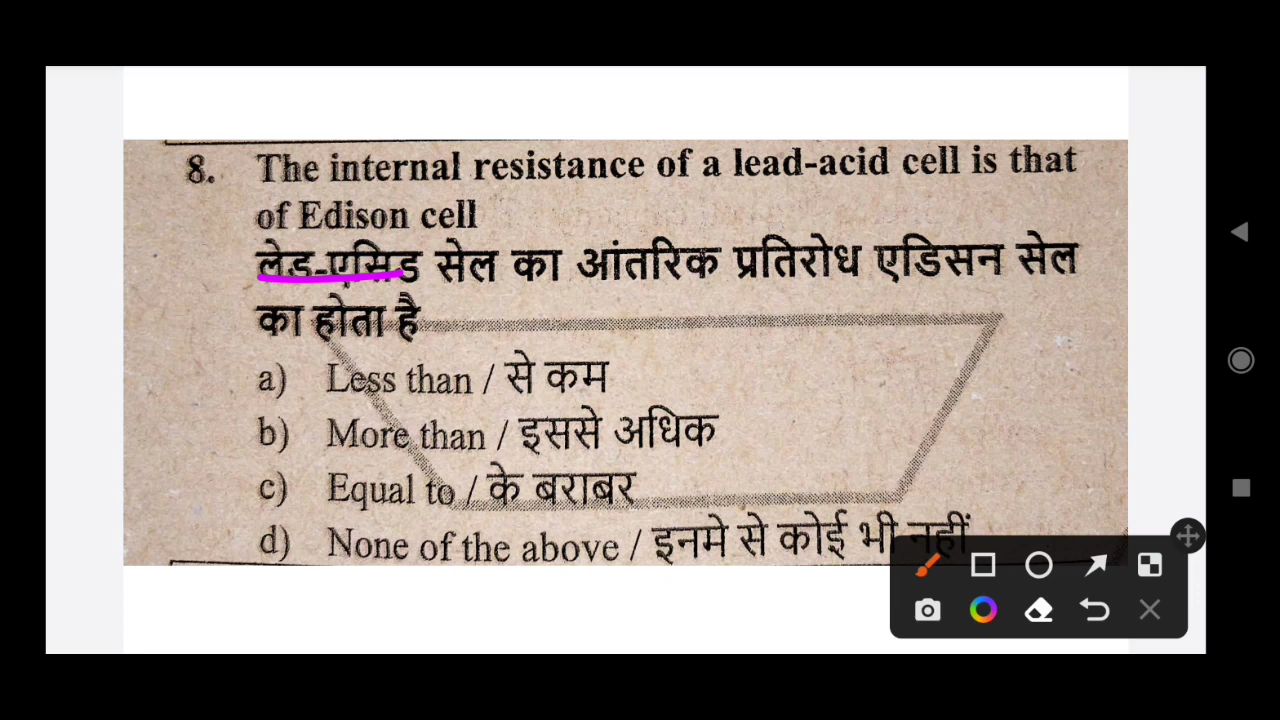 8. The internal resistance of a lead-acid cell is that
of Edison cell
लेड-एसिड सेल का आंतरिक प्रतिरोध एडिसन सेल
का होता है
a) Less than / से कम
b) More than / इससे अधिक
c) Equal to / के बराबर
d) None of the above / इनमे से कोई भी नहीं